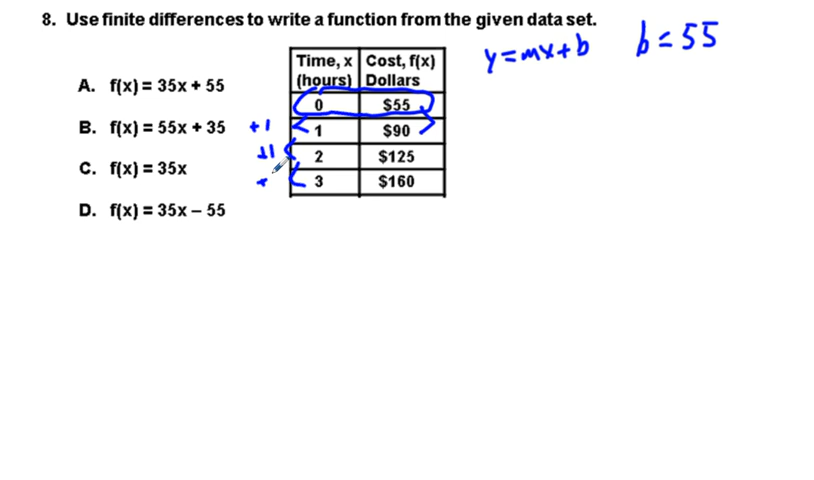 8. Use finite differences to write a function from the given data set.
y=mx+b
b=55
A. f(x) = 35x + 55
B. f(x) = 55x + 35
C. f(x) = 35x
D. f(x) = 35x – 55
Time, x (hours) Cost, f(x) Dollars
0 $55
1 $90
2 $125
3 $160
+1
+1
+